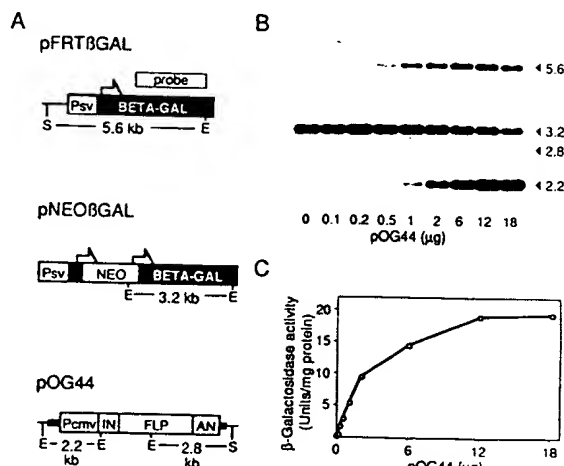 A
pFRTßGAL
probe
Psv
BETA-GAL
S
5.6 kb
E
pNEOßGAL
Psv
NEO
BETA-GAL
E
3.2 kb
E
pOG44
Pcmv
IN
FLP
AN
E
2.2
kb
E
E
2.8
kb
S
B
5.6
3.2
2.8
2.2
0 0.1 0.2 0.5 1 2 6 12 18
pOG44 (µg)
C
β-Galactosidase activity
(Units/mg protein)
20
15
10
5
0 6 12 18
pOG44 (µg)